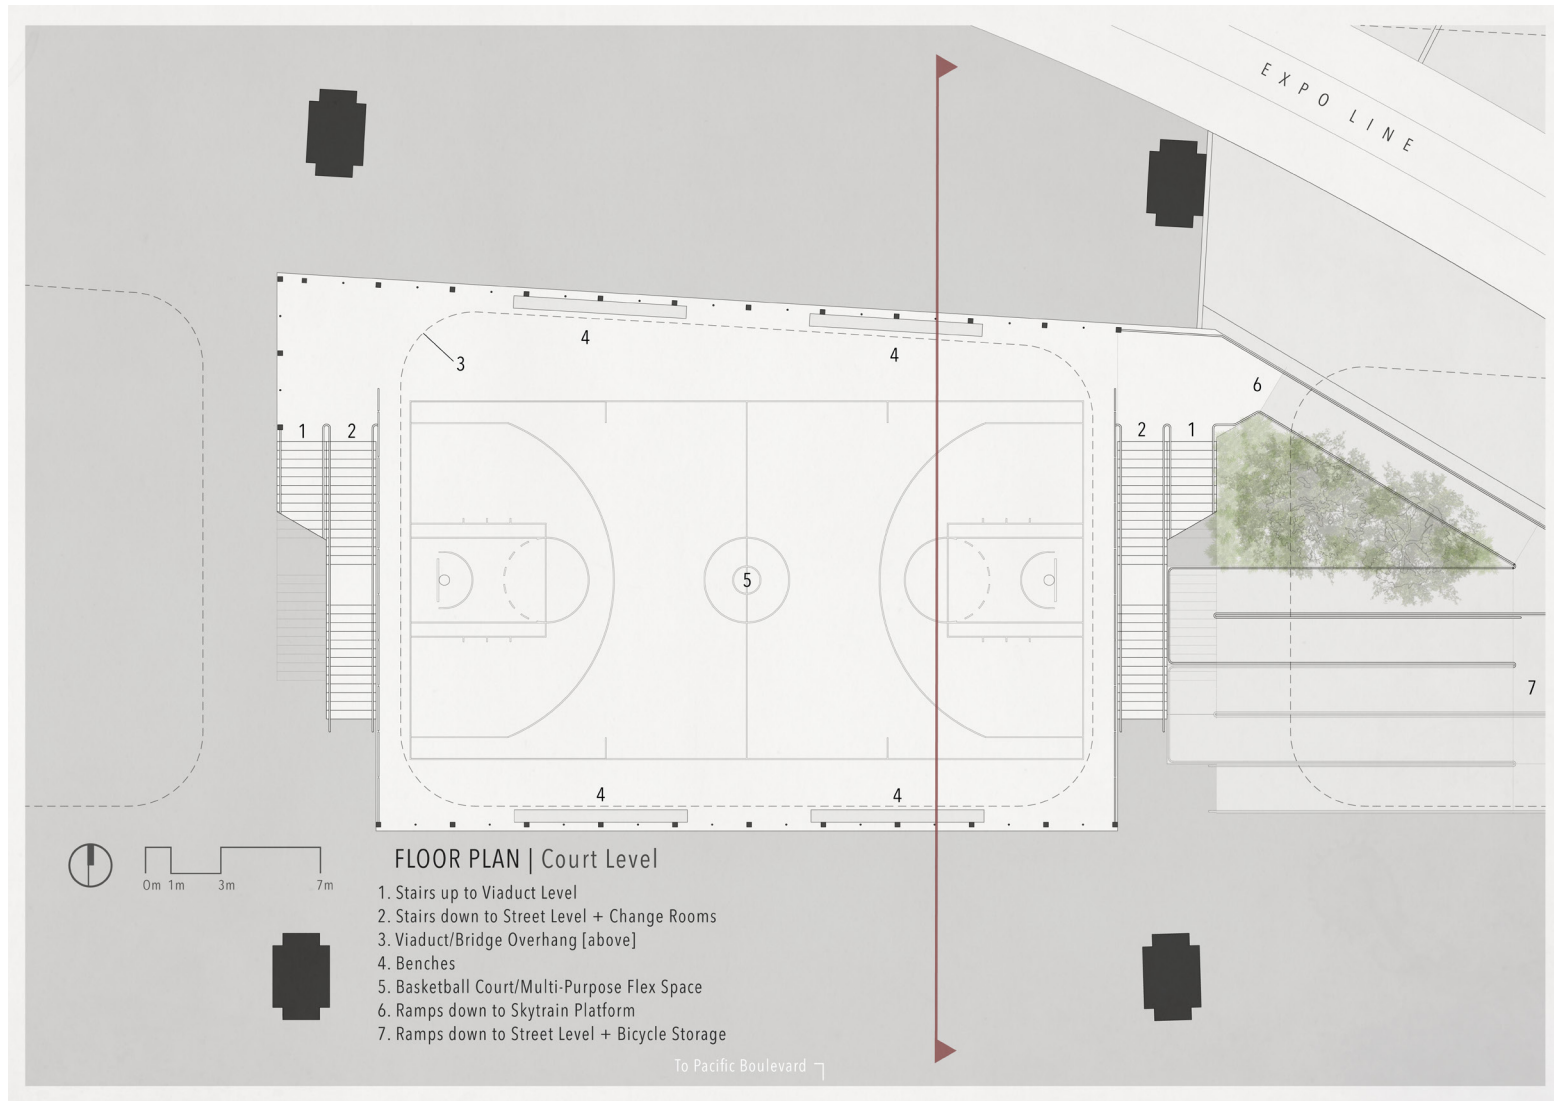 EXPO LINE
4
4
3
6
1 2
2 1
5
7
4
4
0m 1m 3m 7m
FLOOR PLAN | Court Level
1. Stairs up to Viaduct Level
2. Stairs down to Street Level + Change Rooms
3. Viaduct/Bridge Overhang [above]
4. Benches
5. Basketball Court/Multi-Purpose Flex Space
6. Ramps down to Skytrain Platform
7. Ramps down to Street Level + Bicycle Storage
To Pacific Boulevard